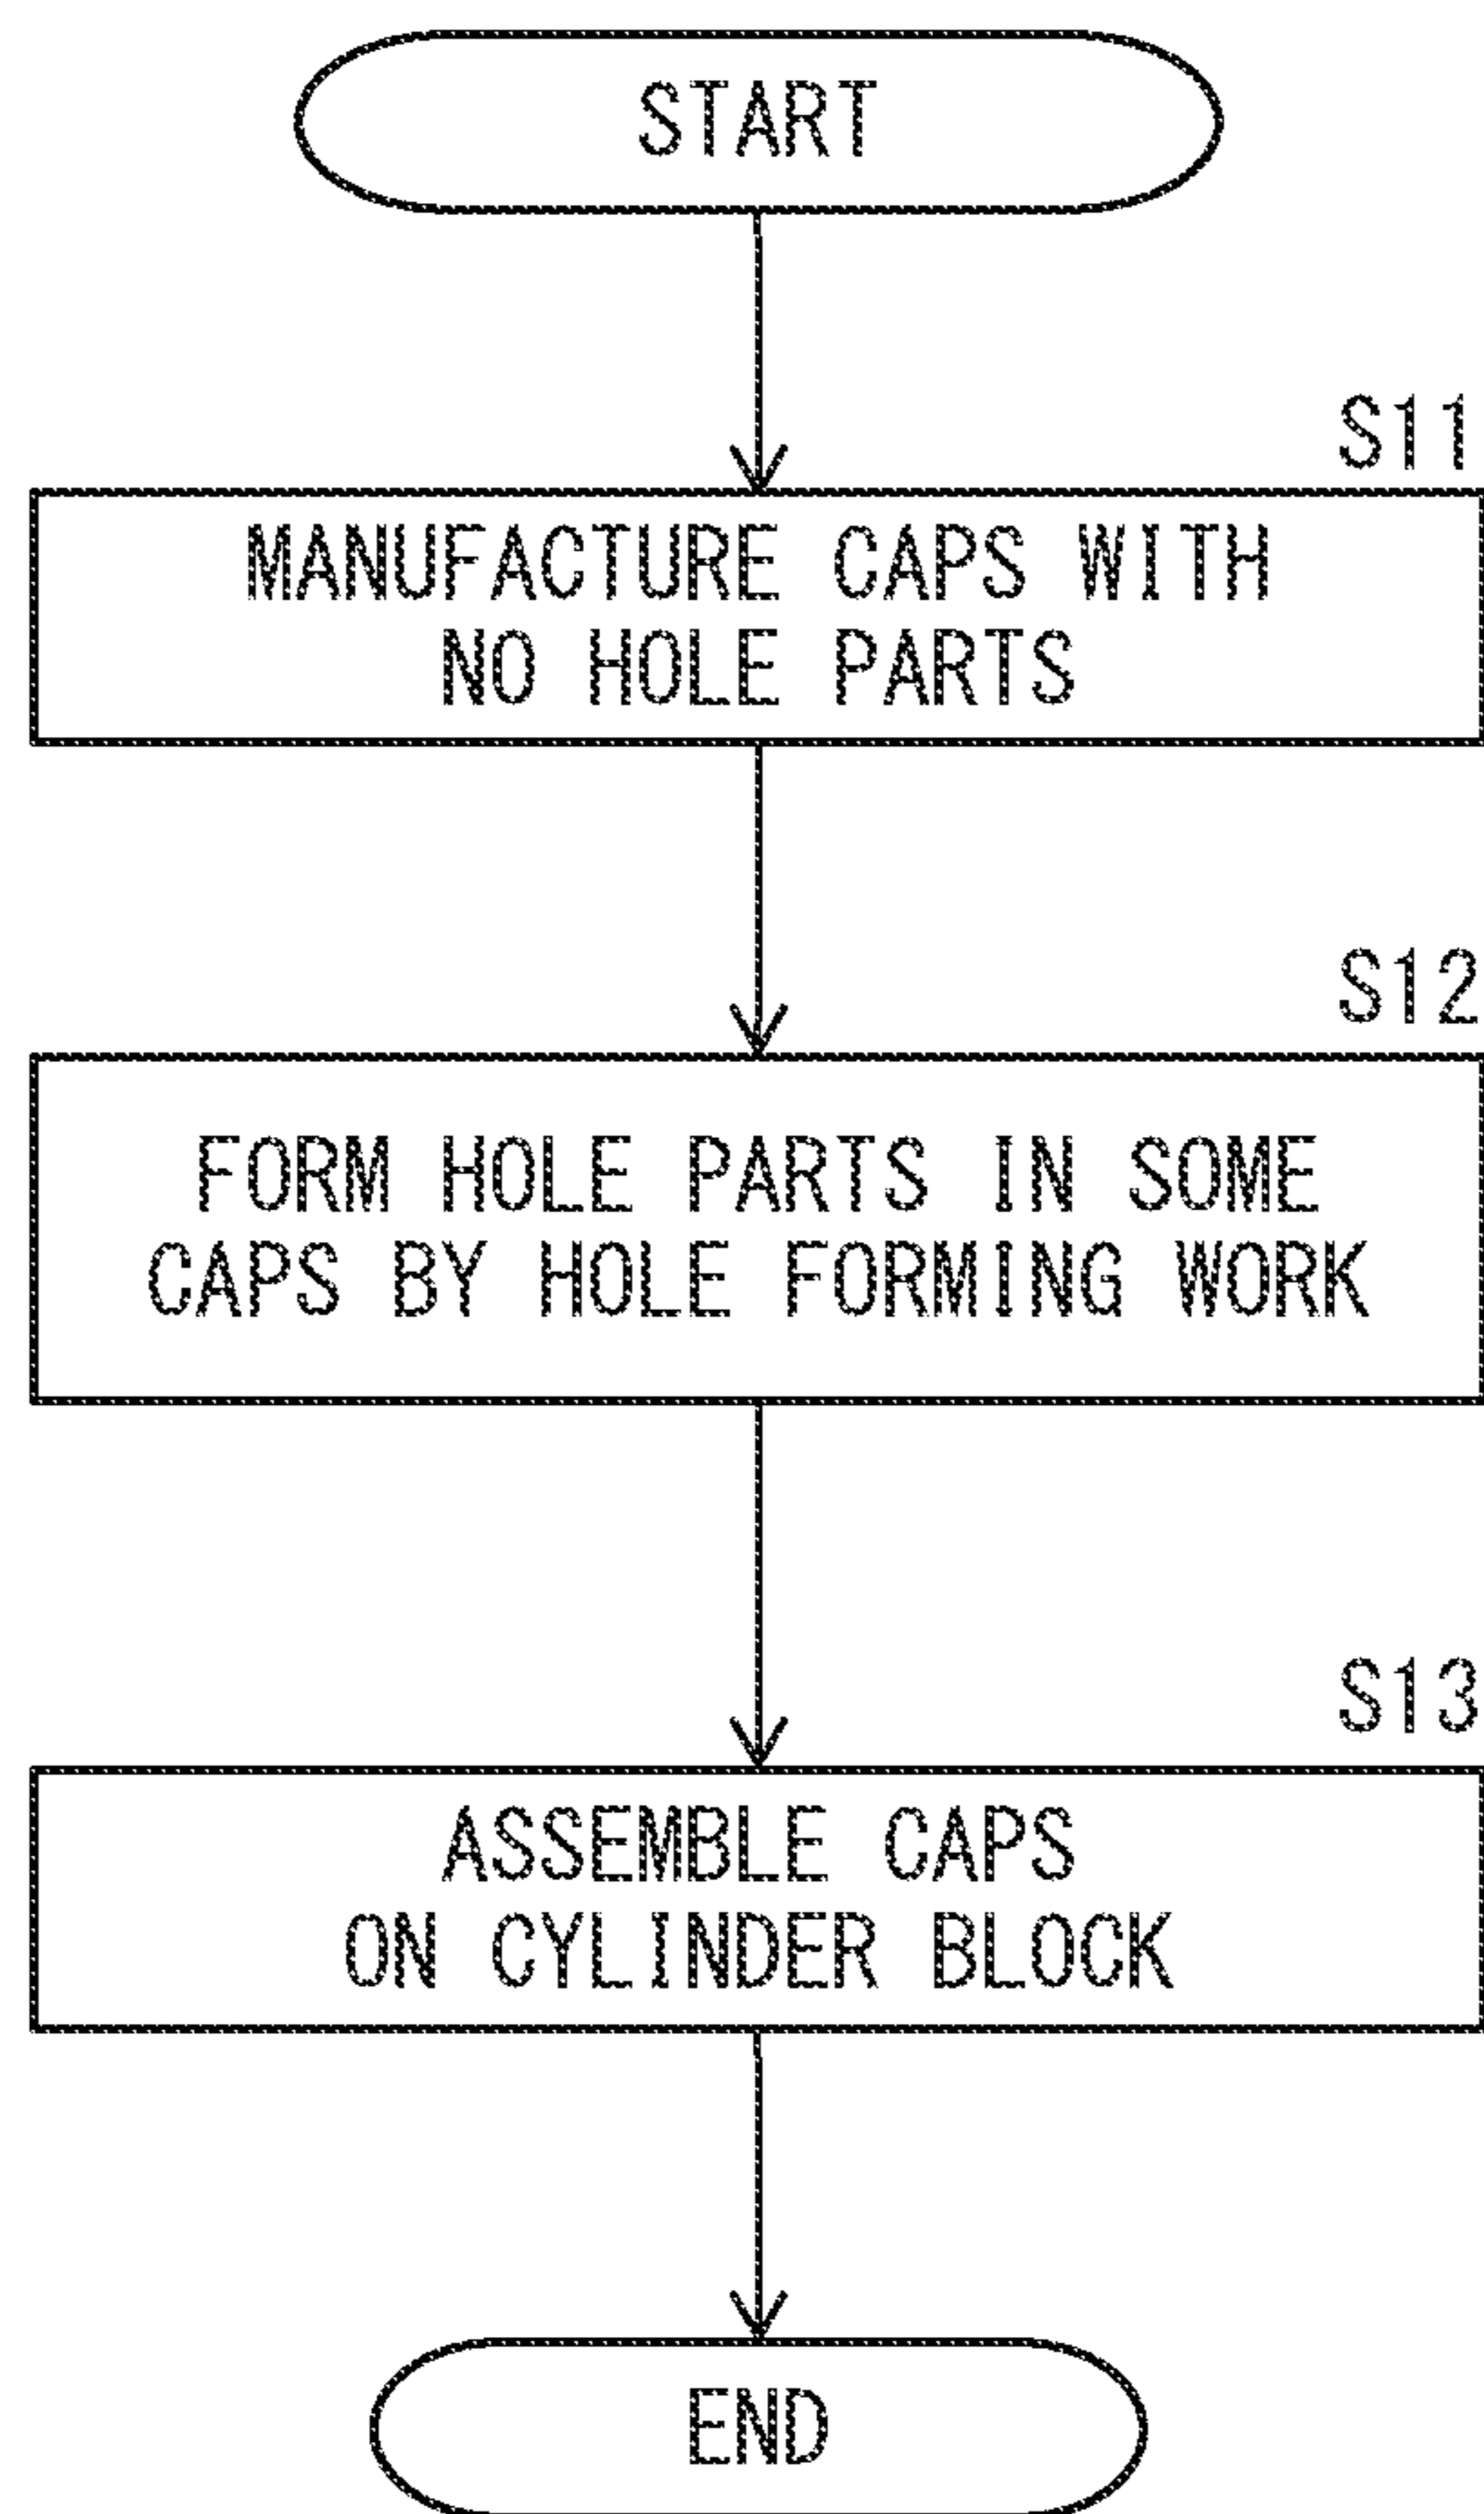 START
S11
MANUFACTURE CAPS WITH
NO HOLE PARTS
S12
FORM HOLE PARTS IN SOME
CAPS BY HOLE FORMING WORK
S13
ASSEMBLE CAPS
ON CYLINDER BLOCK
END